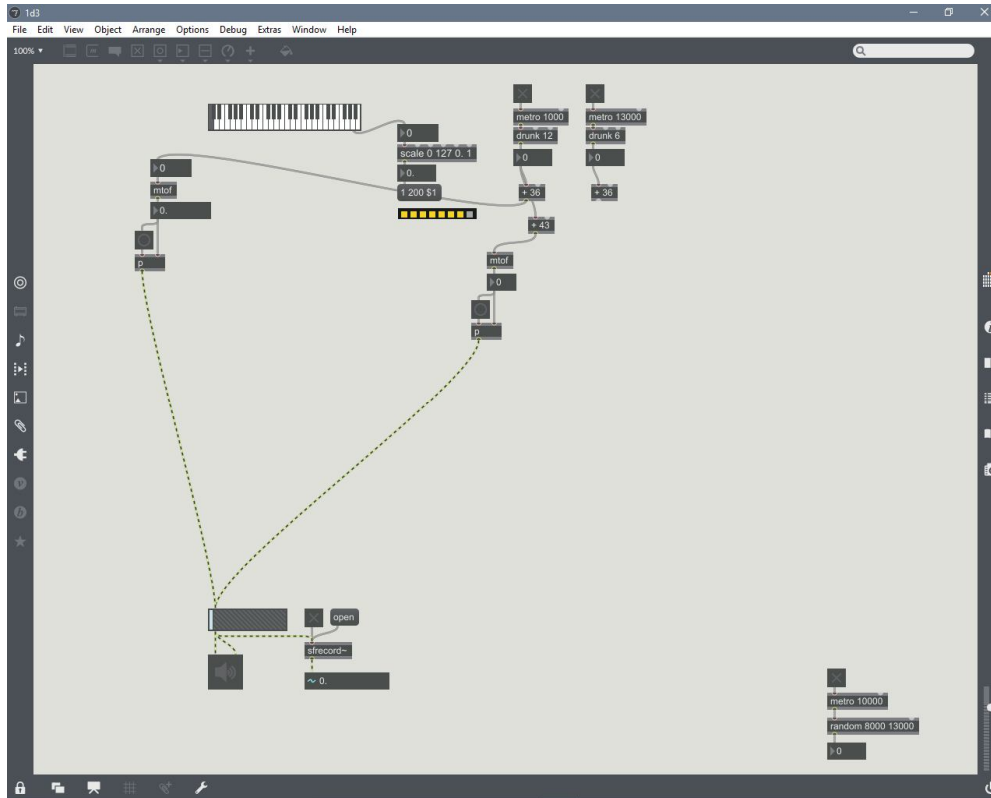 1d3
File Edit View Object Arrange Options Debug Extras Window Help
100%
metro 1000
metro 13000
drunk 12
drunk 6
0
0
0
scale 0 127 0. 1
0.
1 200 $1
0
mtof
0.
p
+ 36
+ 36
+ 43
mtof
0
p
open
sfrecord~
~ 0.
metro 10000
random 8000 13000
0